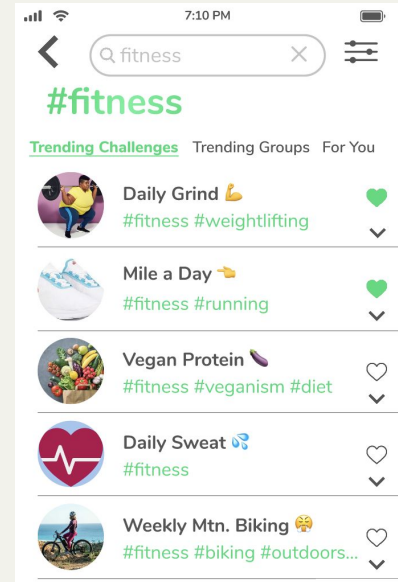 7:10 PM
fitness
#fitness
Trending Challenges Trending Groups For You
Daily Grind 💪
#fitness #weightlifting
Mile a Day 👈
#fitness #running
Vegan Protein 🍆
#fitness #veganism #diet
Daily Sweat 💦
#fitness
Weekly Mtn. Biking 😤
#fitness #biking #outdoors...